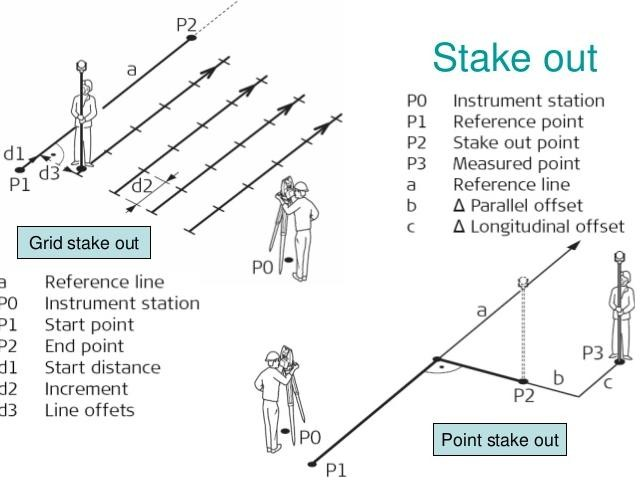 Stake out
P2
a
d1
d3
P1
d2
P0
Grid stake out
a Reference line
P0 Instrument station
P1 Start point
P2 End point
d1 Start distance
d2 Increment
d3 Line offets
P0 Instrument station
P1 Reference point
P2 Stake out point
P3 Measured point
a Reference line
b Δ Parallel offset
c Δ Longitudinal offset
a
P3
b
c
P2
P0
P1
Point stake out